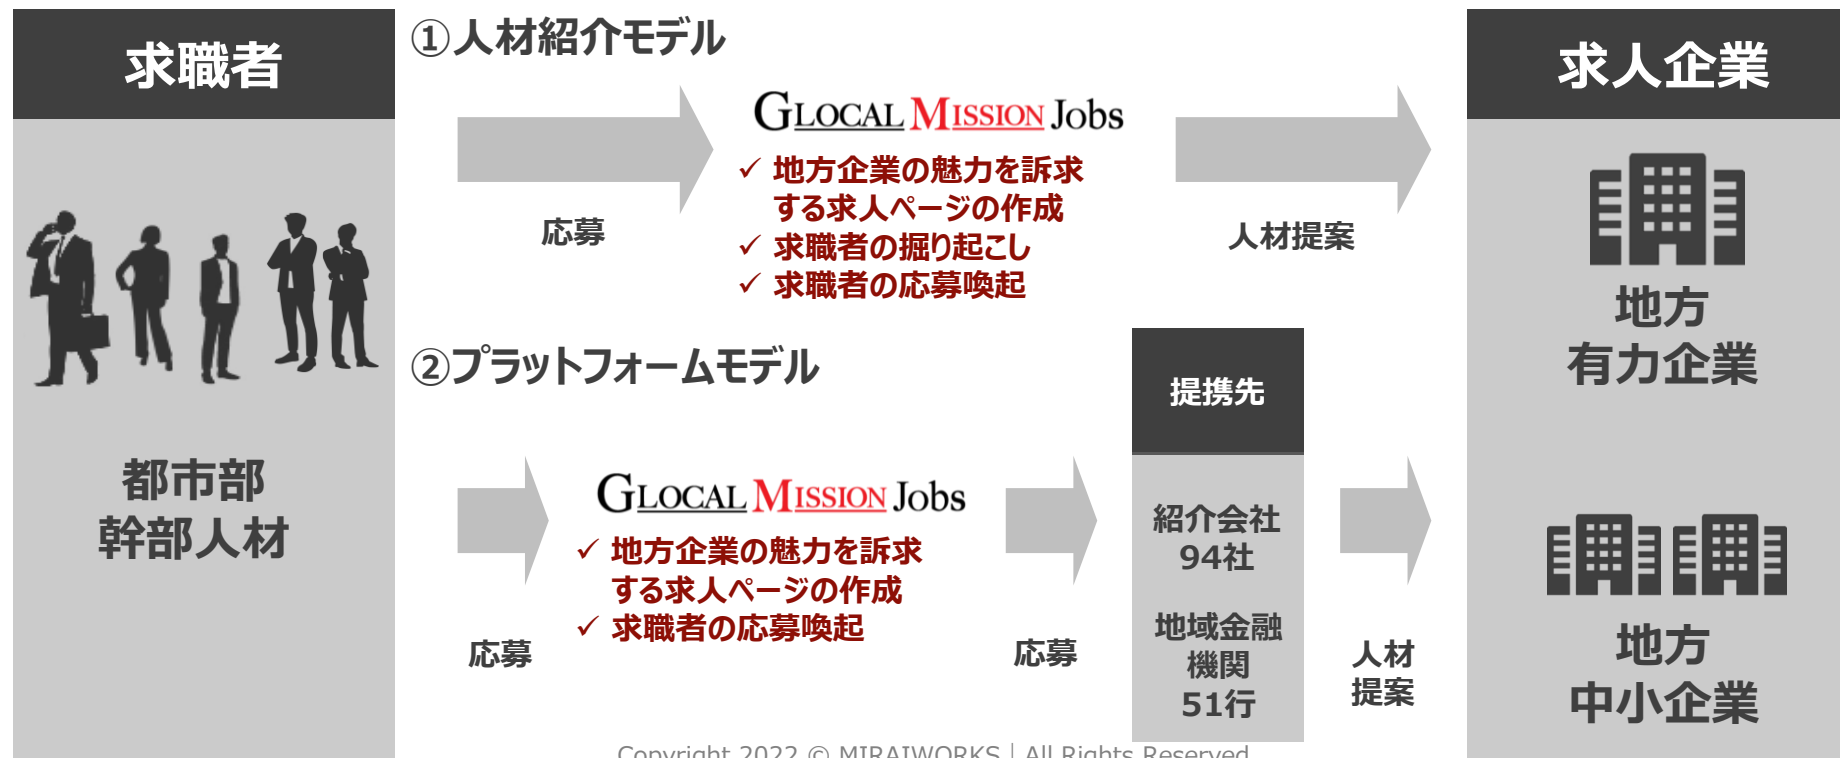 求職者
都市部
幹部人材
①人材紹介モデル
応募
GLOCAL MISSION Jobs
✓ 地方企業の魅力を訴求
する求人ページの作成
✓ 求職者の掘り起こし
✓ 求職者の応募喚起
人材提案
②プラットフォームモデル
応募
GLOCAL MISSION Jobs
✓ 地方企業の魅力を訴求
する求人ページの作成
✓ 求職者の応募喚起
応募
提携先
紹介会社
94社
地域金融
機関
51行
人材
提案
求人企業
地方
有力企業
地方
中小企業
Copyright 2022 © MIRAIWORKS | All Rights Reserved